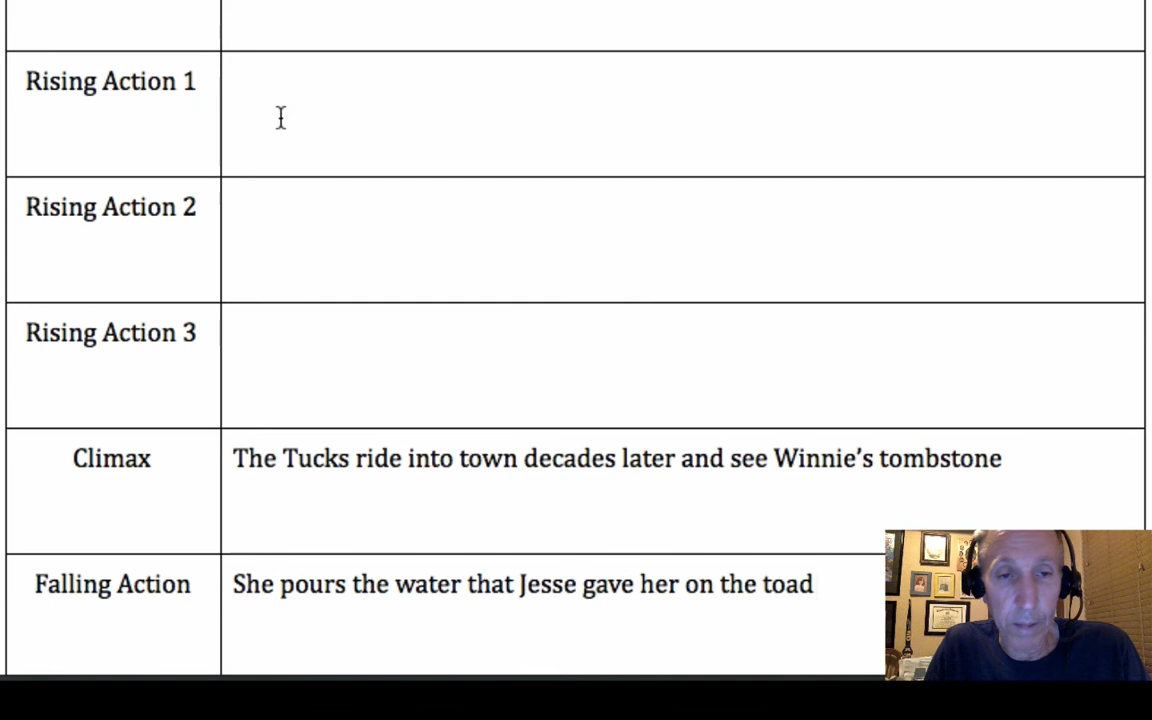 Rising Action 1
Rising Action 2
Rising Action 3
Climax
The Tucks ride into town decades later and see Winnie’s tombstone
Falling Action
She pours the water that Jesse gave her on the toad